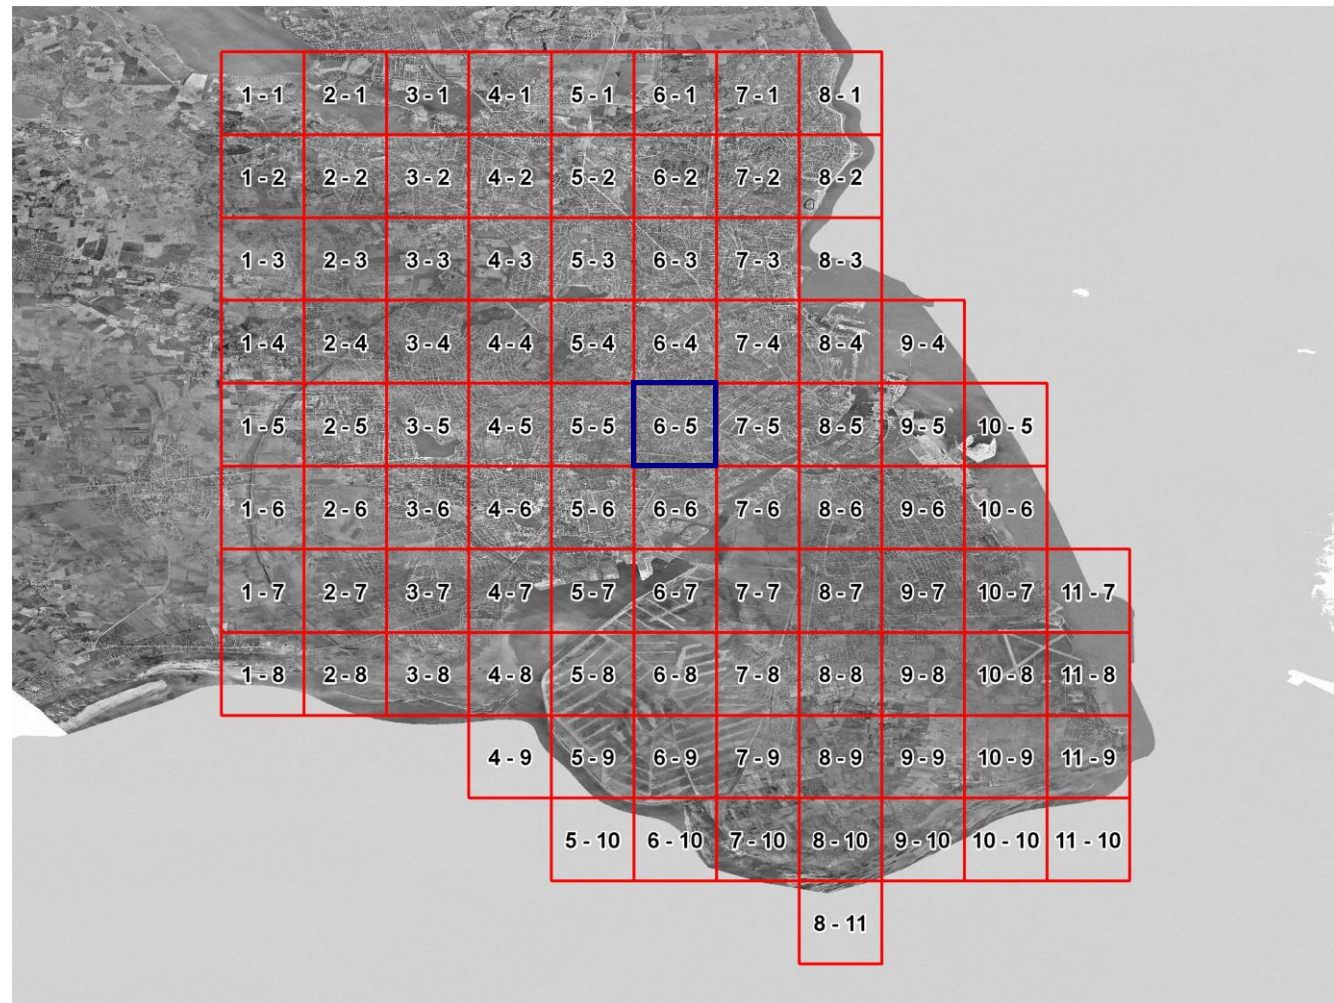 1 - 1 2 - 1 3 - 1 4 - 1 5 - 1 6 - 1 7 - 1 8 - 1
1 - 2 2 - 2 3 - 2 4 - 2 5 - 2 6 - 2 7 - 2 8 - 2
1 - 3 2 - 3 3 - 3 4 - 3 5 - 3 6 - 3 7 - 3 8 - 3
1 - 4 2 - 4 3 - 4 4 - 4 5 - 4 6 - 4 7 - 4 8 - 4 9 - 4
1 - 5 2 - 5 3 - 5 4 - 5 5 - 5 6 - 5 7 - 5 8 - 5 9 - 5 10 - 5
1 - 6 2 - 6 3 - 6 4 - 6 5 - 6 6 - 6 7 - 6 8 - 6 9 - 6 10 - 6
1 - 7 2 - 7 3 - 7 4 - 7 5 - 7 6 - 7 7 - 7 8 - 7 9 - 7 10 - 7 11 - 7
1 - 8 2 - 8 3 - 8 4 - 8 5 - 8 6 - 8 7 - 8 8 - 8 9 - 8 10 - 8 11 - 8
4 - 9 5 - 9 6 - 9 7 - 9 8 - 9 9 - 9 10 - 9 11 - 9
5 - 10 6 - 10 7 - 10 8 - 10 9 - 10 10 - 10 11 - 10
8 - 11